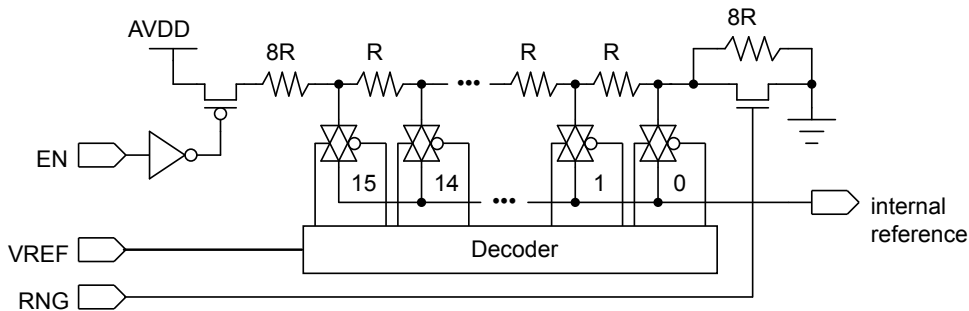 AVDD
8R
R
•••
R
R
8R
EN
15
14
1
0
•••
internal
reference
VREF
Decoder
RNG